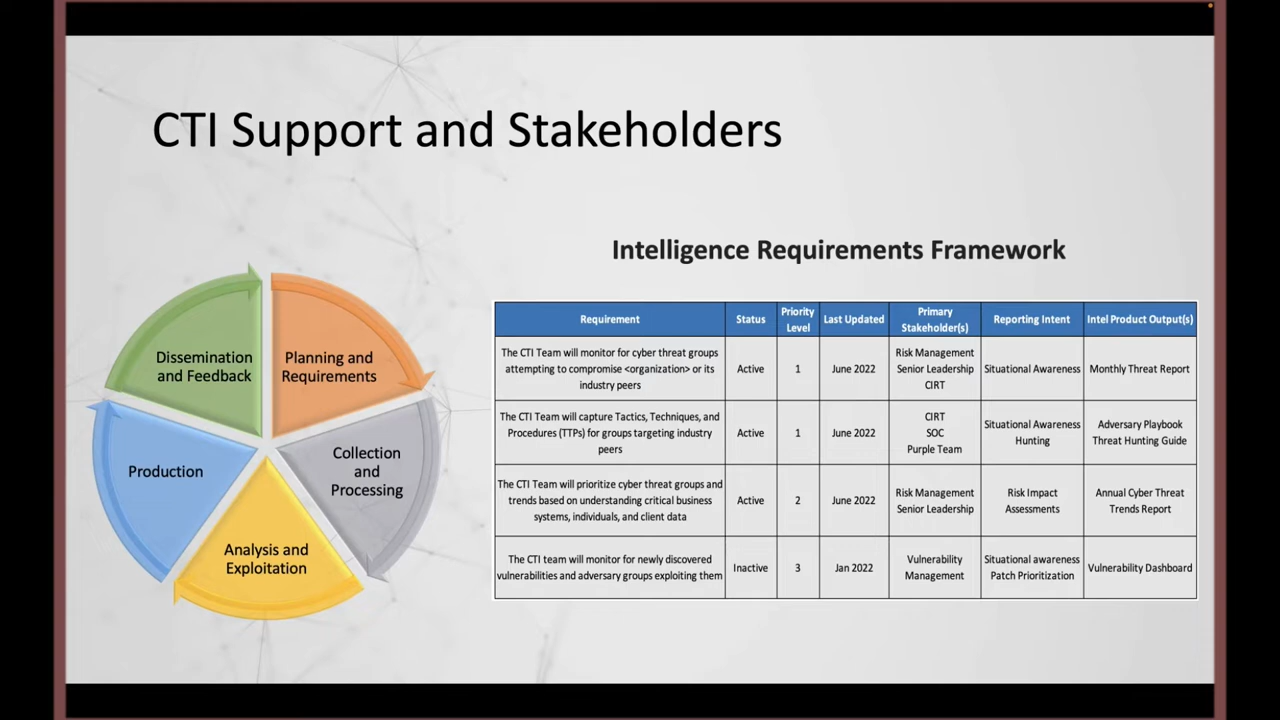 CTI Support and Stakeholders
Intelligence Requirements Framework
Dissemination
and Feedback
Planning and
Requirements
Collection
and
Processing
Analysis and
Exploitation
Production
Requirement Status Priority Level Last Updated Primary Stakeholder(s) Reporting Intent Intel Product Output(s)
The CTI Team will monitor for cyber threat groups
attempting to compromise <organization> or its
industry peers
Active
1
June 2022
Risk Management
Senior Leadership
CIRT
Situational Awareness
Monthly Threat Report
The CTI Team will capture Tactics, Techniques, and
Procedures (TTPs) for groups targeting industry
peers
Active
1
June 2022
CIRT
SOC
Purple Team
Situational Awareness
Hunting
Adversary Playbook
Threat Hunting Guide
The CTI Team will prioritize cyber threat groups and
trends based on understanding critical business
systems, individuals, and client data
Active
2
June 2022
Risk Management
Senior Leadership
Risk Impact
Assessments
Annual Cyber Threat
Trends Report
The CTI team will monitor for newly discovered
vulnerabilities and adversary groups exploiting them
Inactive
3
Jan 2022
Vulnerability
Management
Situational awareness
Patch Prioritization
Vulnerability Dashboard